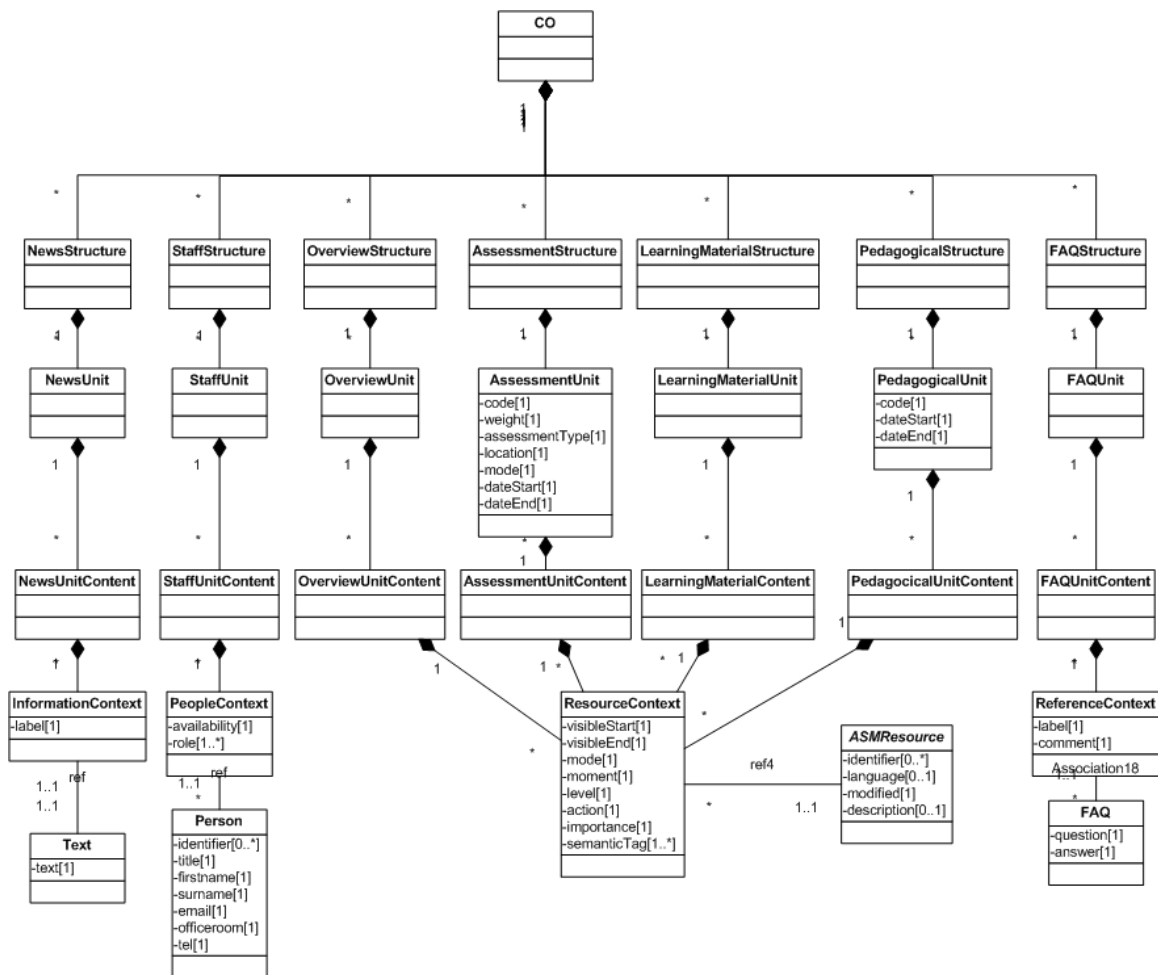 CO
1
* * * * * * *
NewsStructure StaffStructure OverviewStructure AssessmentStructure LearningMaterialStructure PedagogicalStructure FAQStructure
1 1 1 1 1 1 1
* * * * *
NewsUnit StaffUnit OverviewUnit AssessmentUnit LearningMaterialUnit PedagogicalUnit FAQUnit
-code[1]
-weight[1]
-assessmentType[1]
-location[1]
-mode[1]
-dateStart[1]
-dateEnd[1]
-code[1]
-dateStart[1]
-dateEnd[1]
1 1 1 1 1 1 1
* * * * * * *
NewsUnitContent StaffUnitContent OverviewUnitContent AssessmentUnitContent LearningMaterialContent PedagocicalUnitContent FAQUnitContent
1 1 1 1
* * * *
InformationContext
-label[1]
ref
1..1
1..1
Text
-text[1]
PeopleContext
-availability[1]
-role[1..*]
ref
1..1
*
Person
-identifier[0..*]
-title[1]
-firstname[1]
-surname[1]
-email[1]
-officeroom[1]
-tel[1]
ResourceContext
-visibleStart[1]
-visibleEnd[1]
-mode[1]
-moment[1]
-level[1]
-action[1]
-importance[1]
-semanticTag[1..*]
ref4
*
1..1
ASMResource
-identifier[0..*]
-language[0..1]
-modified[1]
-description[0..1]
ReferenceContext
-label[1]
-comment[1]
Association18
1..1
*
FAQ
-question[1]
-answer[1]